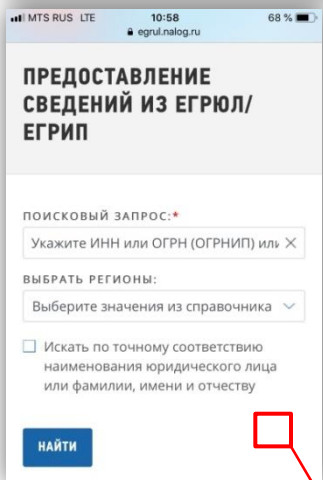 MTS RUS LTE 10:58 68 %
egrul.nalog.ru
ПРЕДОСТАВЛЕНИЕ
СВЕДЕНИЙ ИЗ ЕГРЮЛ/
ЕГРИП
ПОИСКОВЫЙ ЗАПРОС:*
Укажите ИНН или ОГРН (ОГРНИП) или
ВЫБРАТЬ РЕГИОНЫ:
Выберите значения из справочника
Искать по точному соответствию
наименования юридического лица
или фамилии, имени и отчеству
НАЙТИ